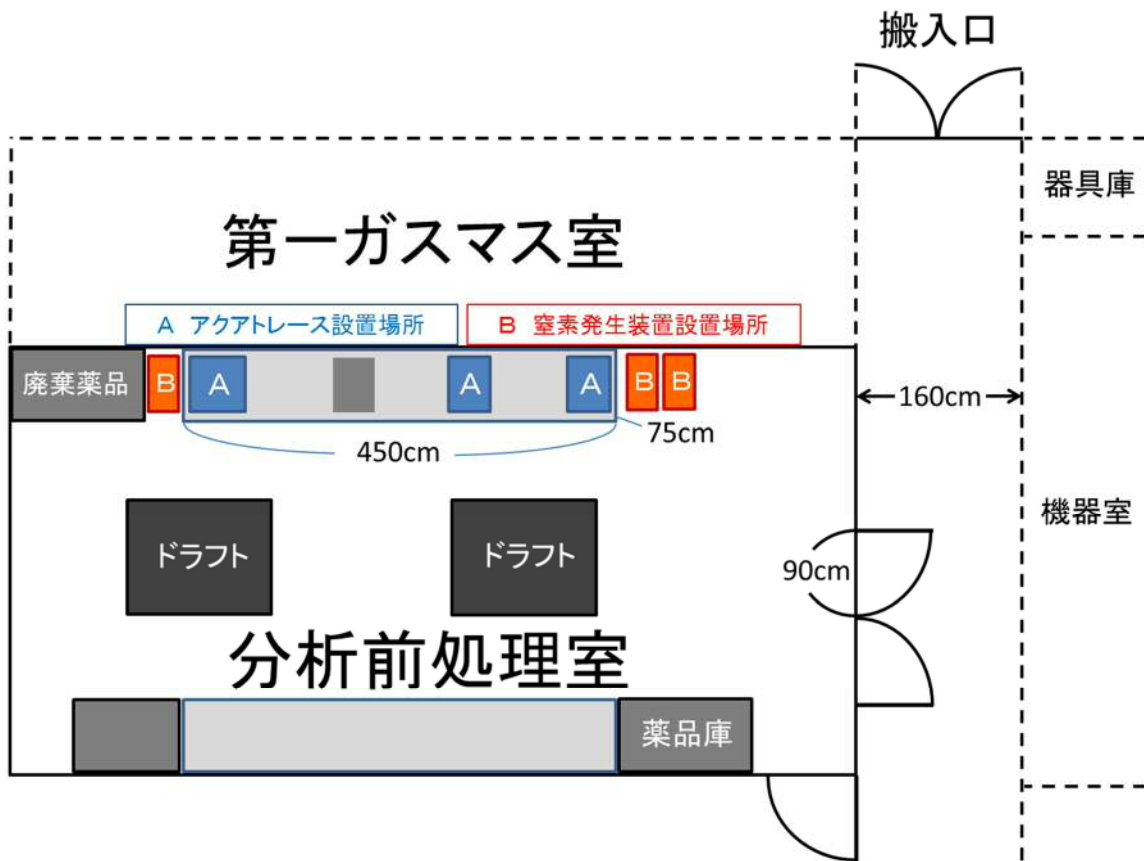 搬入口
器具庫
第一ガスマス室
A アクアトレース設置場所
B 窒素発生装置設置場所
廃棄薬品
B
A
A
A
B
B
160cm
75cm
450cm
機器室
ドラフト
ドラフト
90cm
分析前処理室
薬品庫